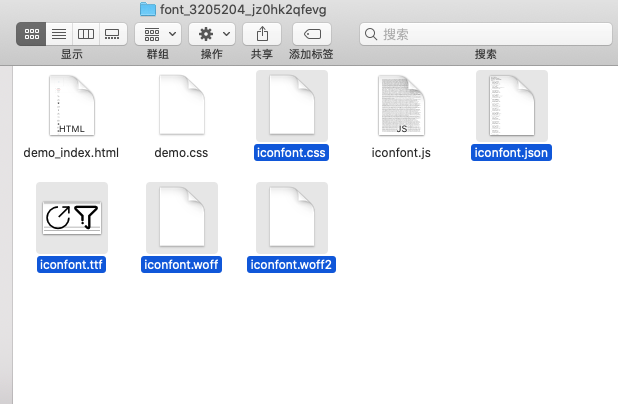 font_3205204_jz0hk2qfevg
搜索
显示
群组
操作
共享
添加标签
搜索
.HTML
JS
demo_index.html
demo.css
iconfont.css
iconfont.js
iconfont.json
iconfont.ttf
iconfont.woff
iconfont.woff2